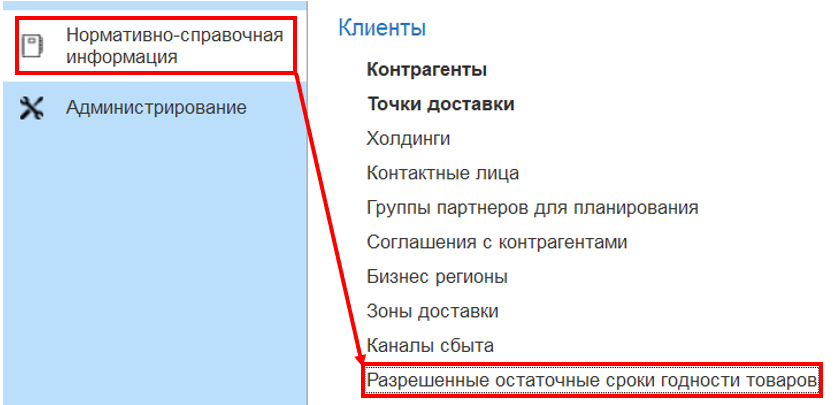 Нормативно-справочная
информация
Администрирование
Клиенты
Контрагенты
Точки доставки
Холдинги
Контактные лица
Группы партнеров для планирования
Соглашения с контрагентами
Бизнес регионы
Зоны доставки
Каналы сбыта
Разрешенные остаточные сроки годности товаров